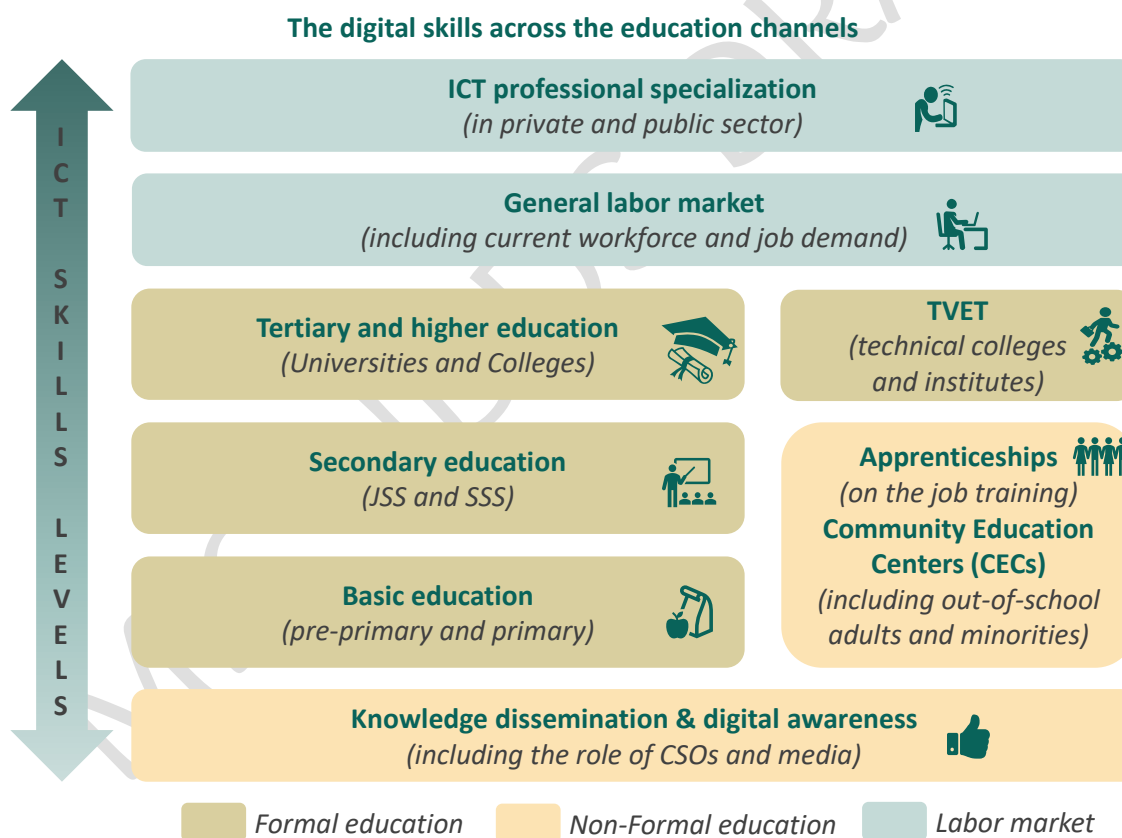 The digital skills across the education channels
ICT SKILLS LEVELS
ICT professional specialization
(in private and public sector)
General labor market
(including current workforce and job demand)
Tertiary and higher education
(Universities and Colleges)
TVET
(technical colleges
and institutes)
Secondary education
(JSS and SSS)
Apprenticeships
(on the job training)
Community Education
Centers (CECs)
(including out-of-school
adults and minorities)
Basic education
(pre-primary and primary)
Knowledge dissemination & digital awareness
(including the role of CSOs and media)
Formal education
Non-Formal education
Labor market